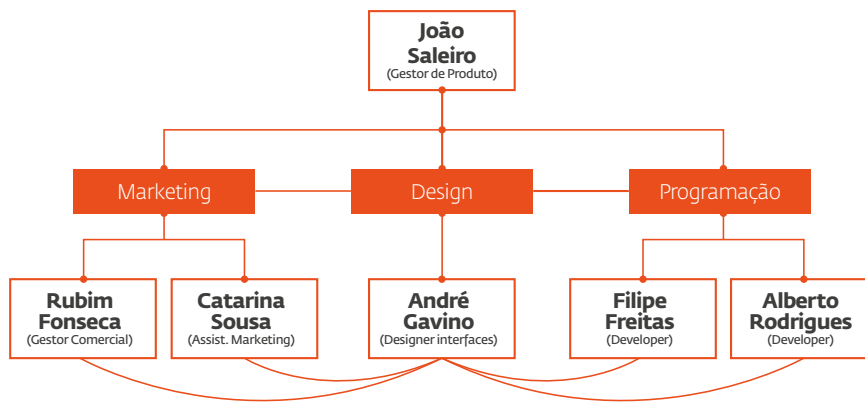 João
Saleiro
(Gestor de Produto)
Marketing
Design
Programação
Rubim
Fonseca
(Gestor Comercial)
Catarina
Sousa
(Assist. Marketing)
André
Gavino
(Designer interfaces)
Filipe
Freitas
(Developer)
Alberto
Rodrigues
(Developer)